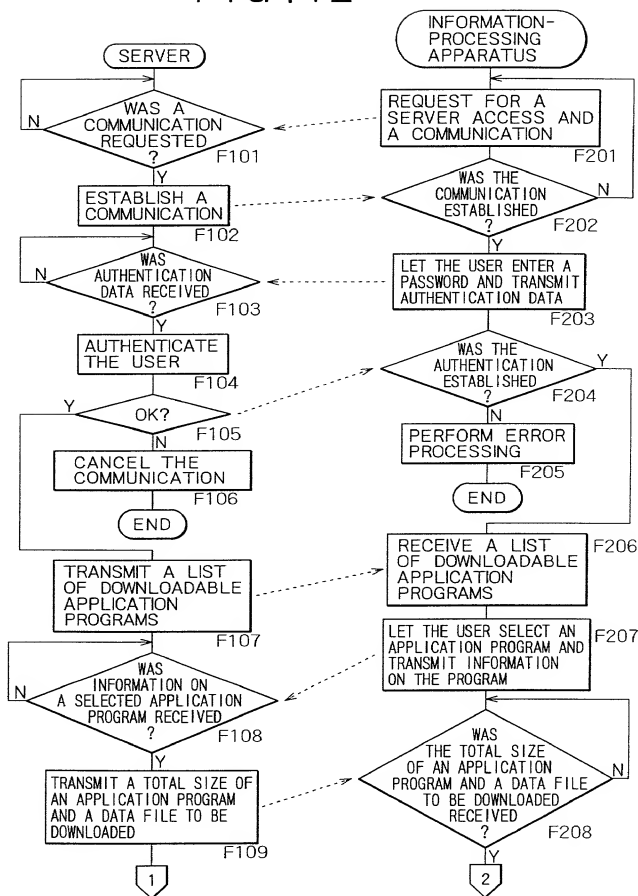 SERVER
N
WAS A
COMMUNICATION
REQUESTED
?
F101
Y
ESTABLISH A
COMMUNICATION
F102
N
WAS
AUTHENTICATION
DATA RECEIVED
?
F103
Y
AUTHENTICATE
THE USER
F104
Y
OK?
F105
N
CANCEL THE
COMMUNICATION
F106
END
TRANSMIT A LIST
OF DOWNLOADABLE
APPLICATION
PROGRAMS
F107
N
WAS
INFORMATION ON
A SELECTED APPLICATION
PROGRAM RECEIVED
?
F108
Y
TRANSMIT A TOTAL SIZE OF
AN APPLICATION PROGRAM
AND A DATA FILE TO BE
DOWNLOADED
F109
1
INFORMATION-
PROCESSING
APPARATUS
REQUEST FOR A
SERVER ACCESS AND
A COMMUNICATION
F201
WAS THE
COMMUNICATION
ESTABLISHED
?
N
F202
Y
LET THE USER ENTER A
PASSWORD AND TRANSMIT
AUTHENTICATION DATA
F203
WAS THE
AUTHENTICATION
ESTABLISHED
?
Y
F204
N
PERFORM ERROR
PROCESSING
F205
END
RECEIVE A LIST
OF DOWNLOADABLE
APPLICATION
PROGRAMS
F206
LET THE USER SELECT AN
APPLICATION PROGRAM AND
TRANSMIT INFORMATION
ON THE PROGRAM
F207
WAS
THE TOTAL SIZE
OF AN APPLICATION
PROGRAM AND A DATA FILE
TO BE DOWNLOADED
RECEIVED
?
N
F208
Y
2